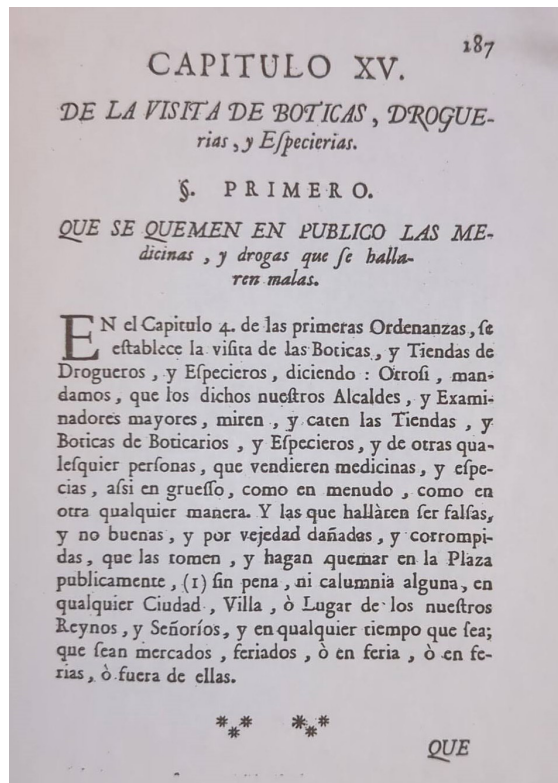 187
CAPITULO XV.
DE LA VISITA DE BOTICAS, DROGUE-
rias, y Eſpecierias.
§. PRIMERO.
QUE SE QUEMEN EN PUBLICO LAS ME-
dicinas, y drogas que ſe halla-
ren malas.
EN el Capitulo 4. de las primeras Ordenanzas, ſe
eſtablece la viſita de las Boticas, y Tiendas de
Drogueros, y Eſpecieros, diciendo: Otroſi, man-
damos, que los dichos nueſtros Alcaldes, y Exami-
nadores mayores, miren, y caten las Tiendas, y
Boticas de Boticarios, y Eſpecieros, y de otras qua-
leſquier perſonas, que vendieren medicinas, y eſpe-
cias, aſsi en grueſſo, como en menudo, como en
otra qualquier manera. Y las que hallàren ſer falſas,
y no buenas, y por vejedad dañadas, y corrompi-
das, que las tomen, y hagan quemar en la Plaza
publicamente, (1) ſin pena, ni calumnia alguna, en
qualquier Ciudad, Villa, ò Lugar de los nueſtros
Reynos, y Señoríos, y en qualquier tiempo que ſea;
que ſean mercados, feriados, ò en feria, ò en fe-
rias, ò fuera de ellas.
*** ***
QUE